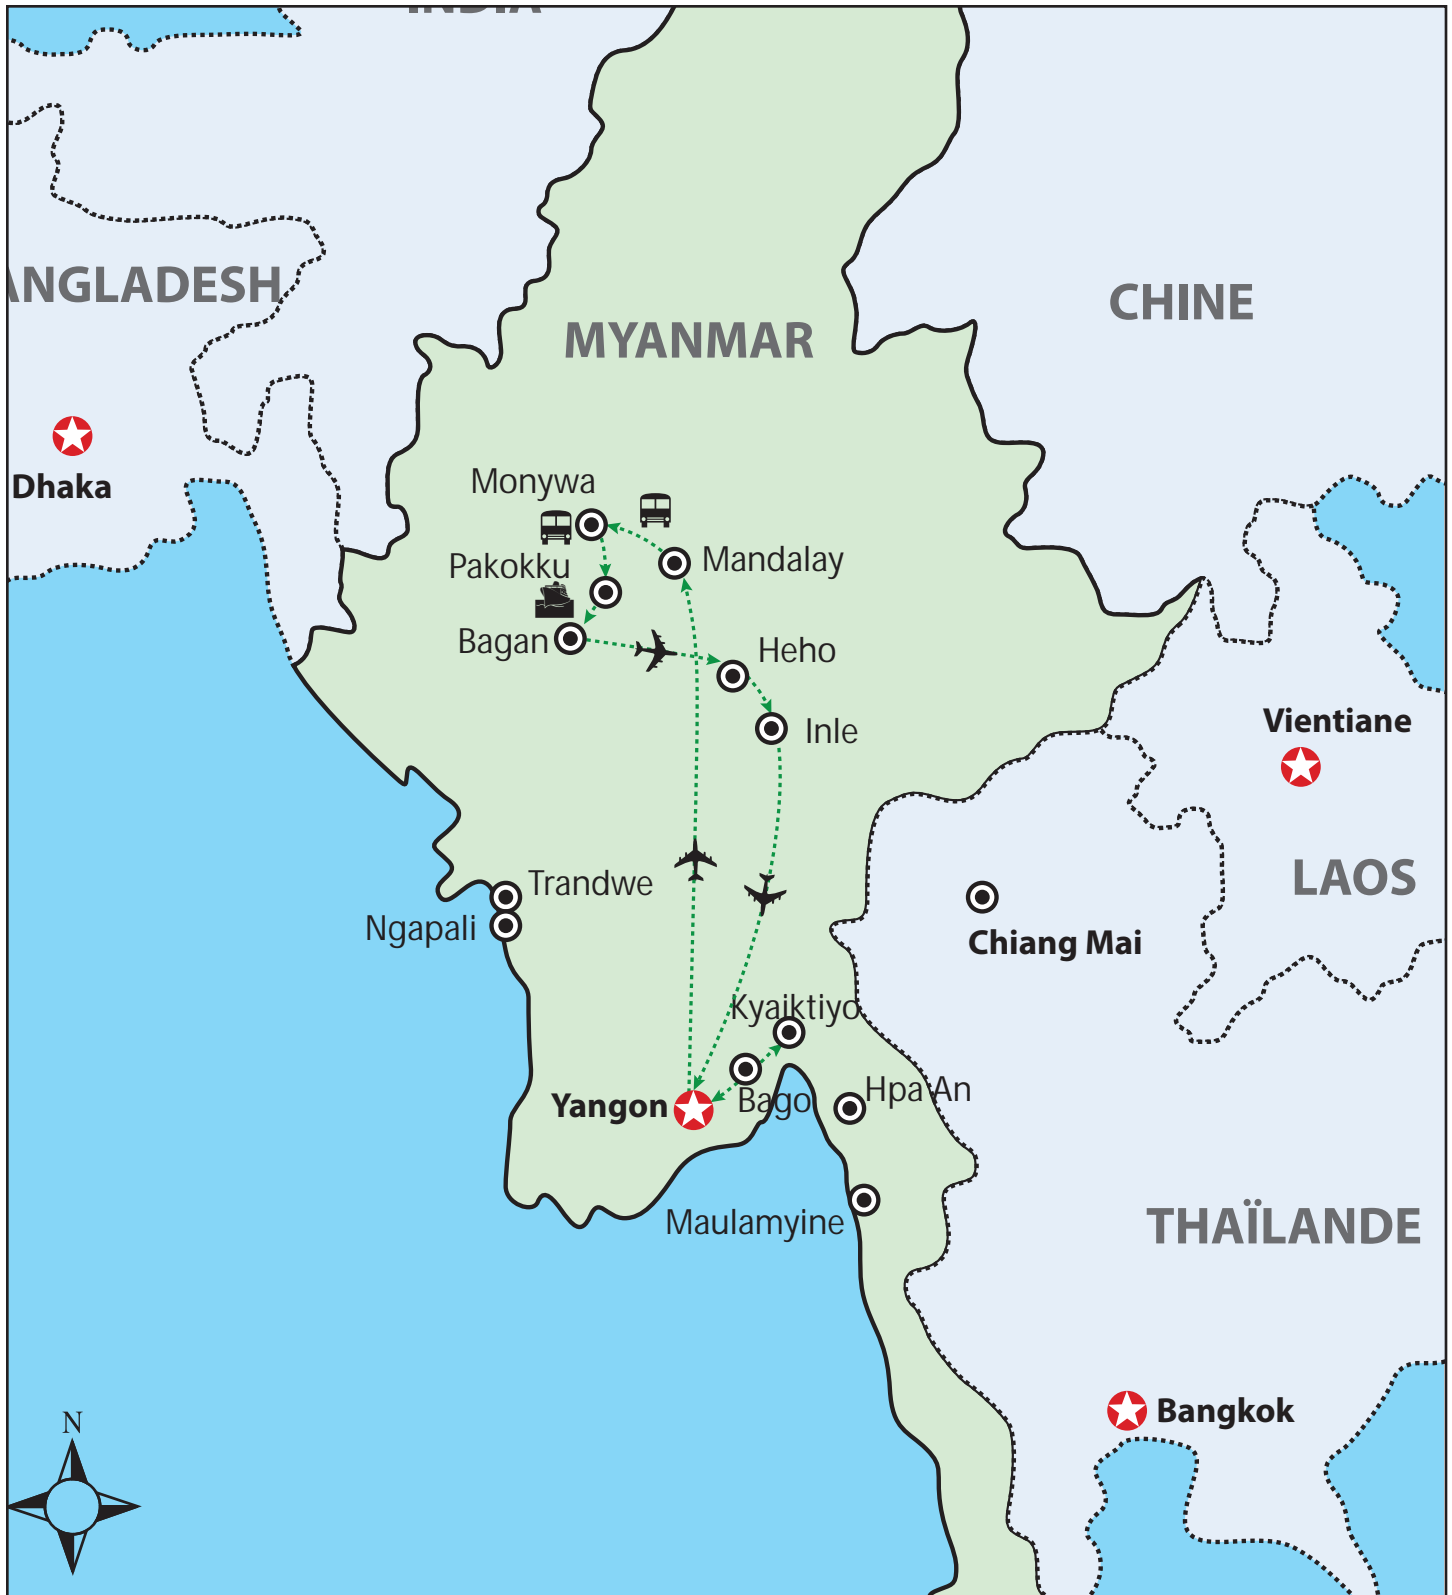 INDIA
ANGLADESH
CHINE
MYANMAR
Dhaka
Monywa
Mandalay
Pakokku
Bagan
Heho
Inle
Vientiane
LAOS
Trandwe
Ngapali
Chiang Mai
Kyaiktiyo
Bago
Hpa An
Yangon
Maulamyine
THAÏLANDE
Bangkok
N